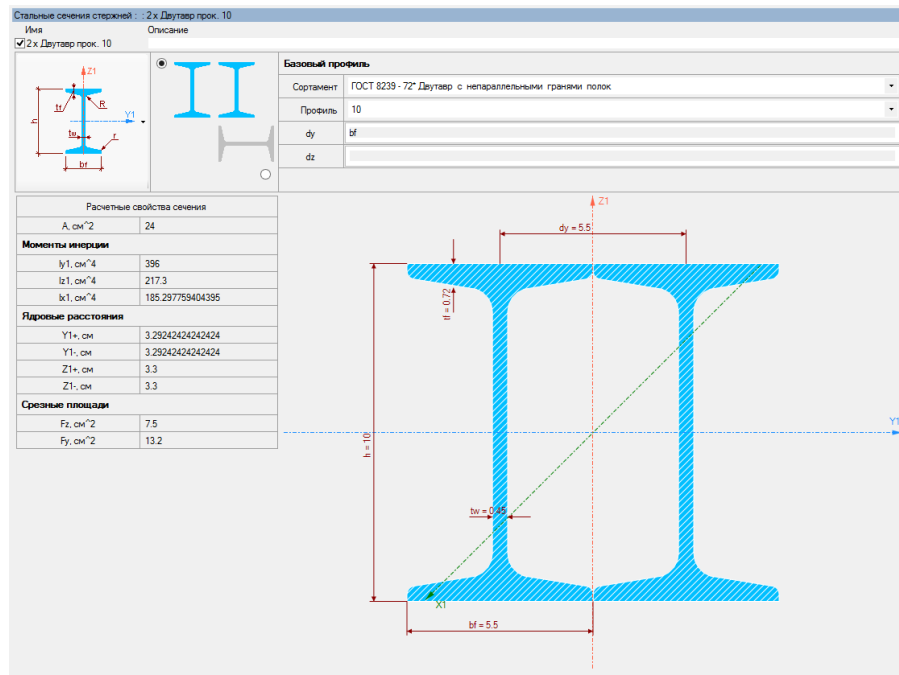 Стальные сечения стержней : : 2 x Двутавр прок. 10
Имя Описание
2 x Двутавр прок. 10
Z1
tf
R
Y1
h
tw
r
bf
Базовый профиль
Сортамент ГОСТ 8239 - 72* Двутавр с непараллельными гранями полок
Профиль 10
dy bf
dz
Расчетные свойства сечения
A, см^2 24
Моменты инерции
Iy1, см^4 396
Iz1, см^4 217.3
Ix1, см^4 185.297759404395
Ядровые расстояния
Y1+, см 3.29242424242424
Y1-, см 3.29242424242424
Z1+, см 3.3
Z1-, см 3.3
Срезные площади
Fz, см^2 7.5
Fy, см^2 13.2
Z1
dy = 5.5
tf = 0.72
Y1
h = 10
tw = 0.45
X1
bf = 5.5